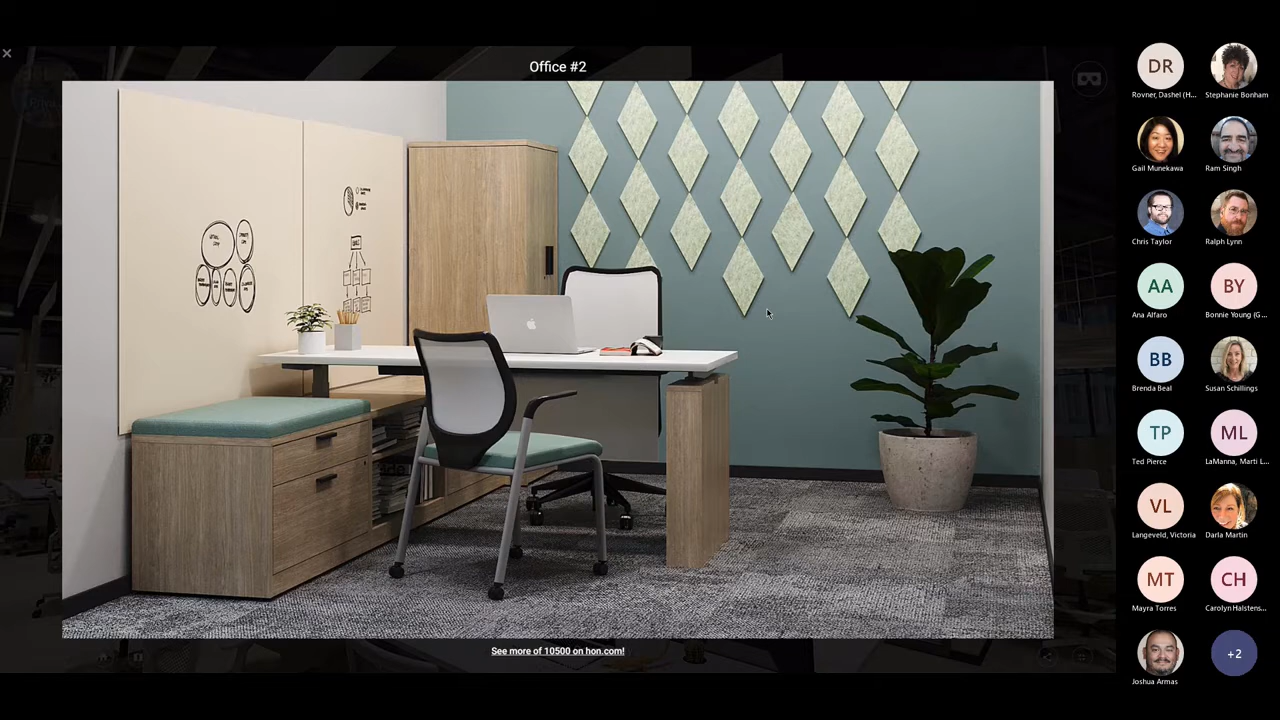 Office #2
See more of 10500 on hon.com!
DR
Rovner, Dashel (H...
Stephanie Bonham
Gail Munekawa
Ram Singh
Chris Taylor
Ralph Lynn
AA
Ana Alfaro
BY
Bonnie Young (G...
BB
Brenda Beal
Susan Schillings
TP
Ted Pierce
ML
LaManna, Marti L...
VL
Langeveld, Victoria
Darla Martin
MT
Mayra Torres
CH
Carolyn Halstens...
Joshua Armas
+2